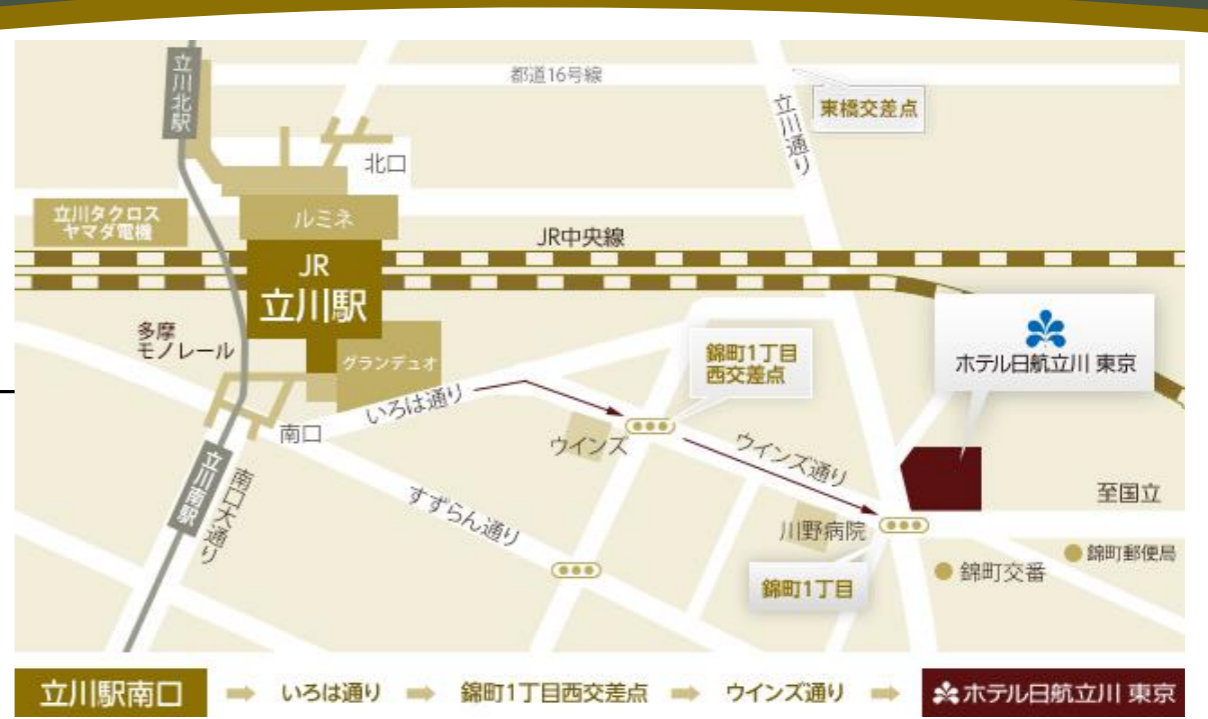 立川北駅
都道16号線
立川通り
東橋交差点
北口
立川タクロス
ヤマダ電機
ルミネ
JR中央線
JR
立川駅
多摩
モノレール
グランデュオ
錦町1丁目
西交差点
ホテル日航立川 東京
いろは通り
南口
ウインズ
ウインズ通り
立川南駅
南口大通り
すずらん通り
至国立
川野病院
錦町郵便局
錦町交番
錦町1丁目
立川駅南口
いろは通り
錦町1丁目西交差点
ウインズ通り
ホテル日航立川 東京